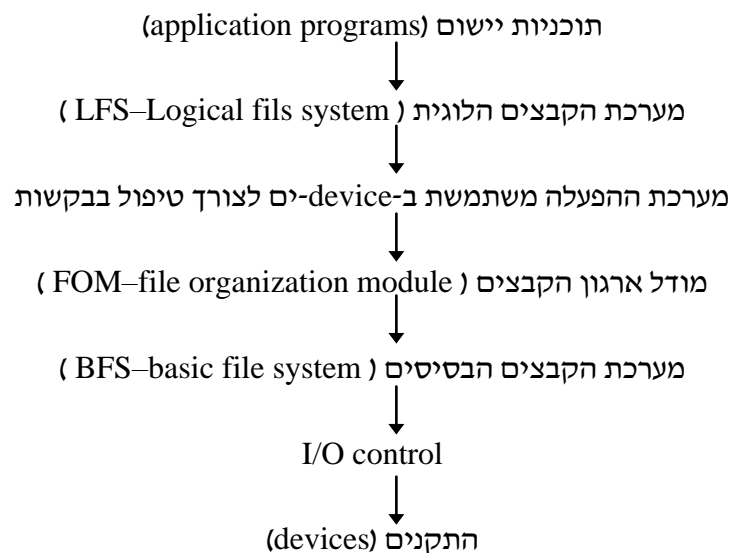 תוכניות יישום (application programs)
מערכת הקבצים הלוגית ( LFS–Logical fils system )
מערכת ההפעלה משתמשת ב-device-ים לצורך טיפול בבקשות
מודל ארגון הקבצים ( FOM–file organization module )
מערכת הקבצים הבסיסים ( BFS–basic file system )
I/O control
התקנים (devices)